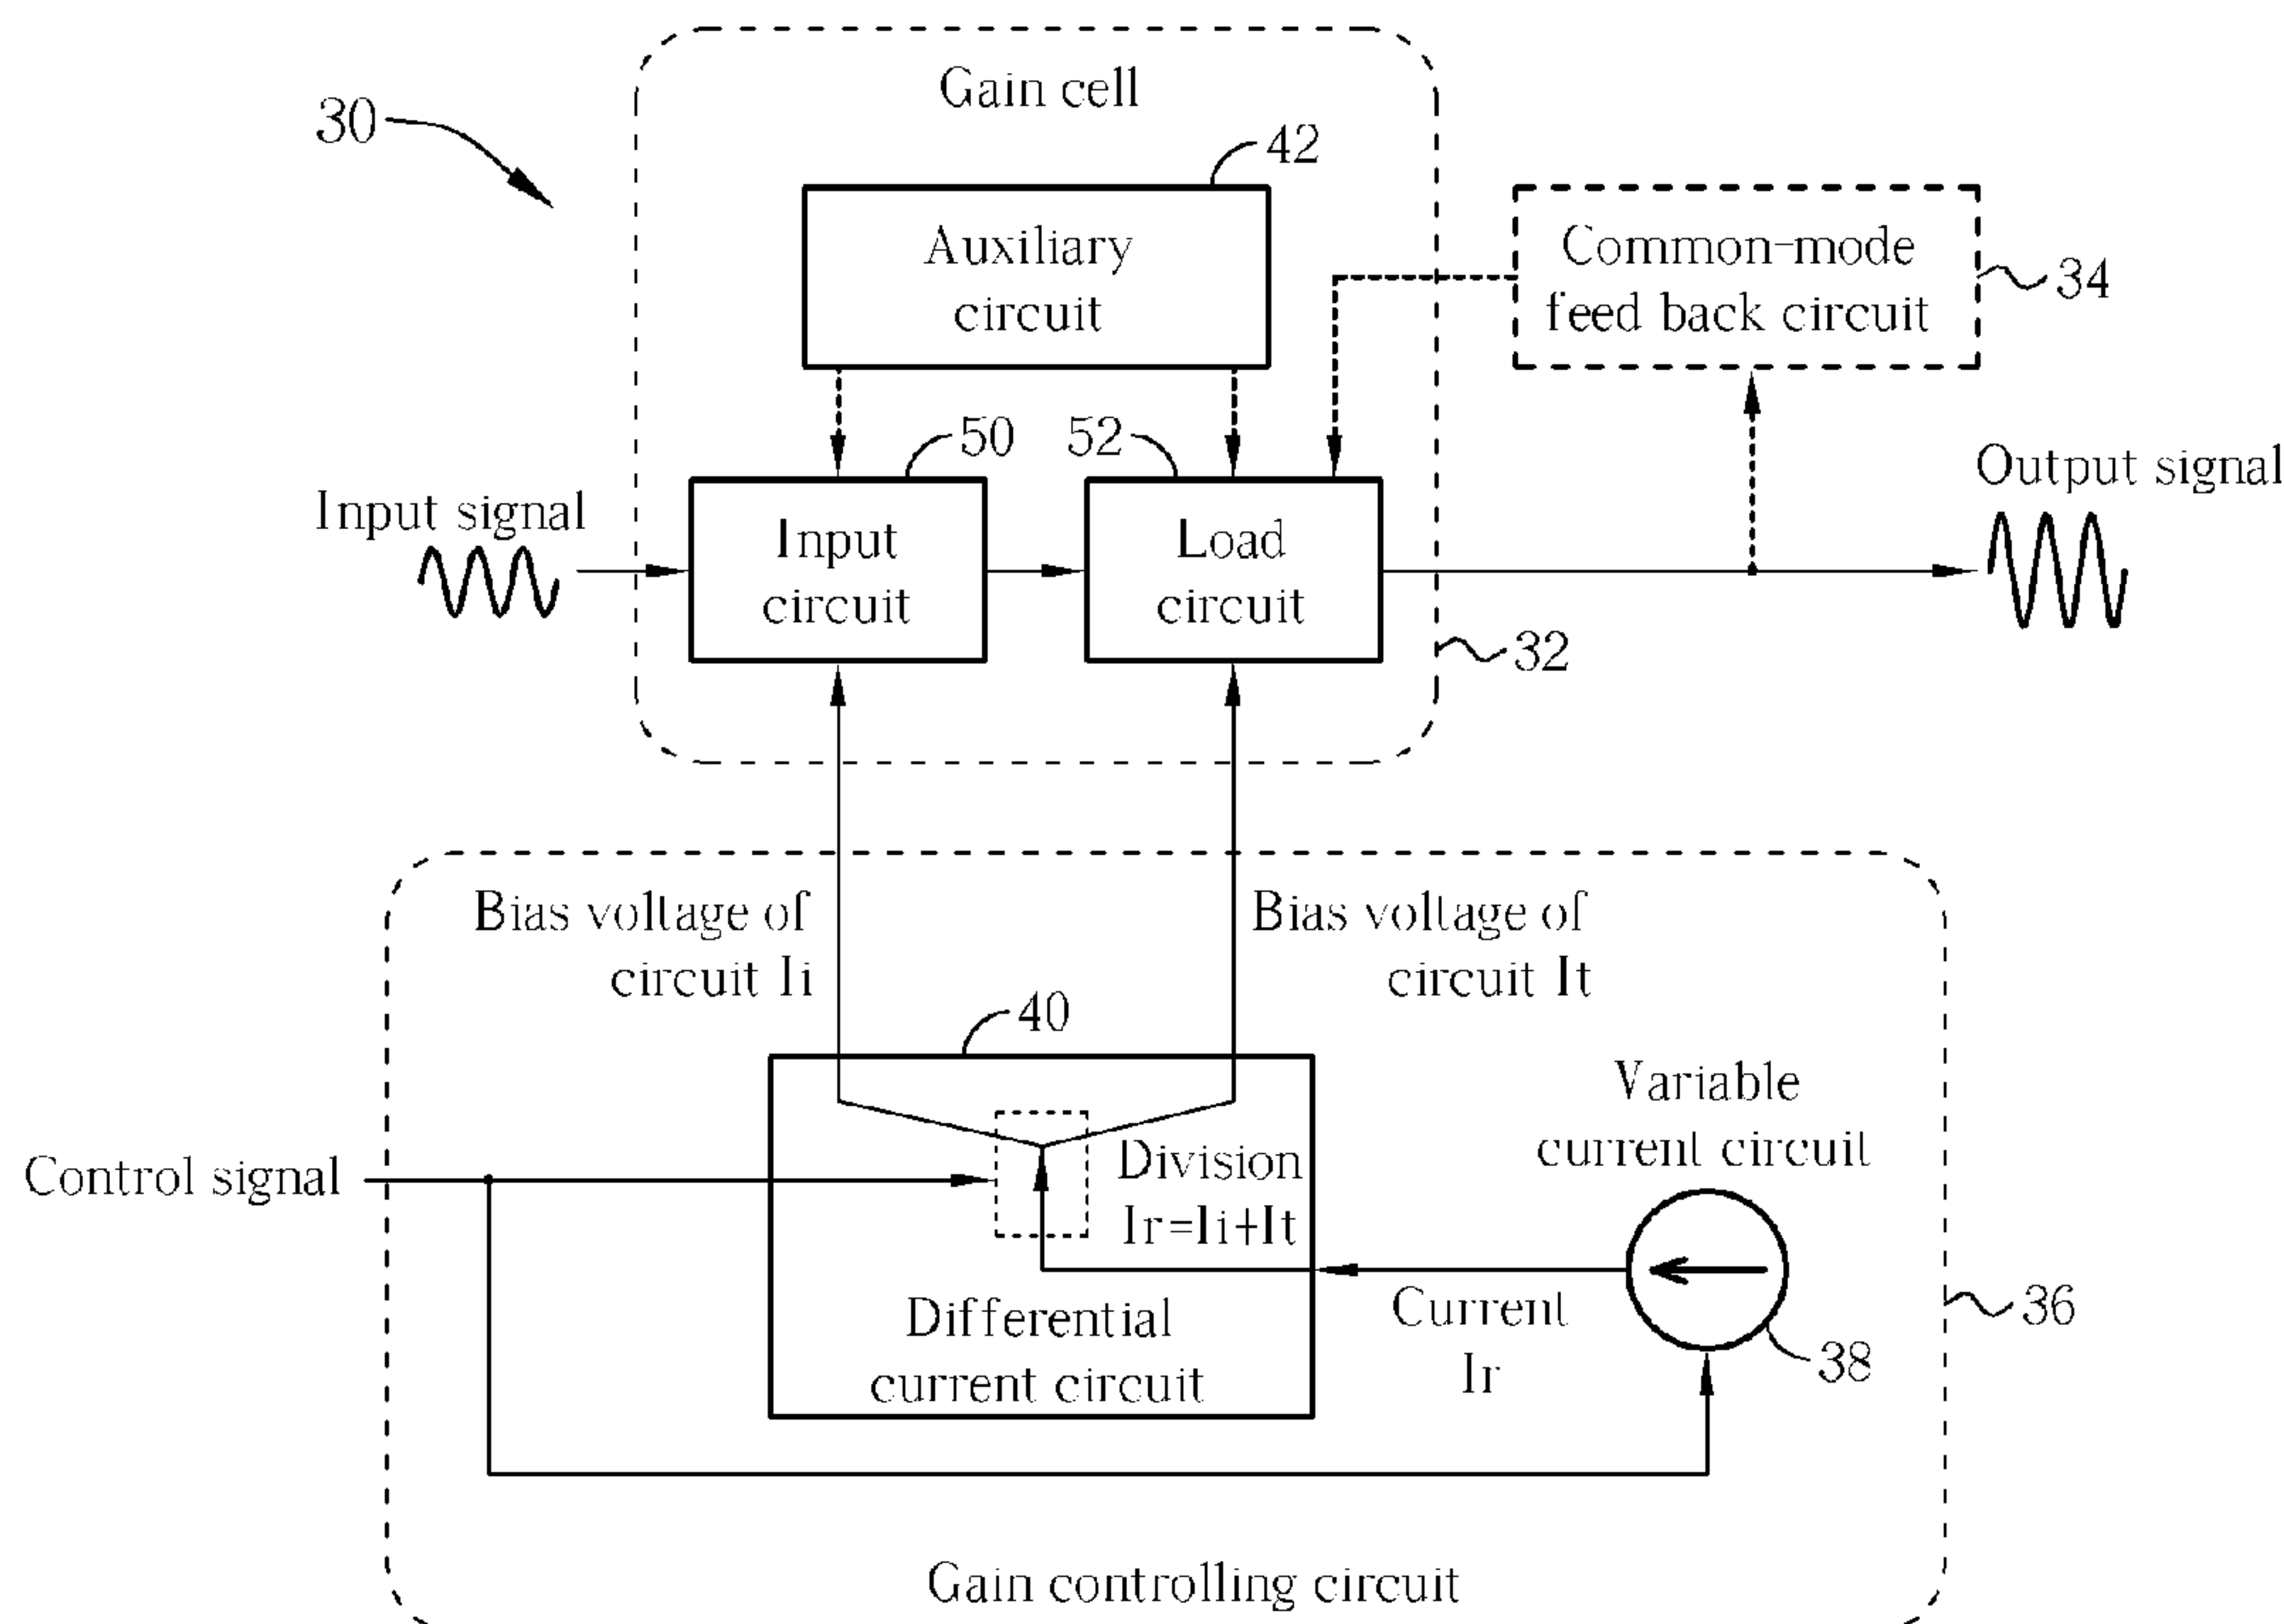 Gain cell
30
42
Auxiliary
circuit
Common-mode
feed back circuit
34
50
52
Input signal
Input
circuit
Load
circuit
Output signal
32
Bias voltage of
circuit Ii
Bias voltage of
circuit It
40
Variable
current circuit
Control signal
Division
Ir=Ii+It
Differential
current circuit
Current
Ir
38
36
Gain controlling circuit